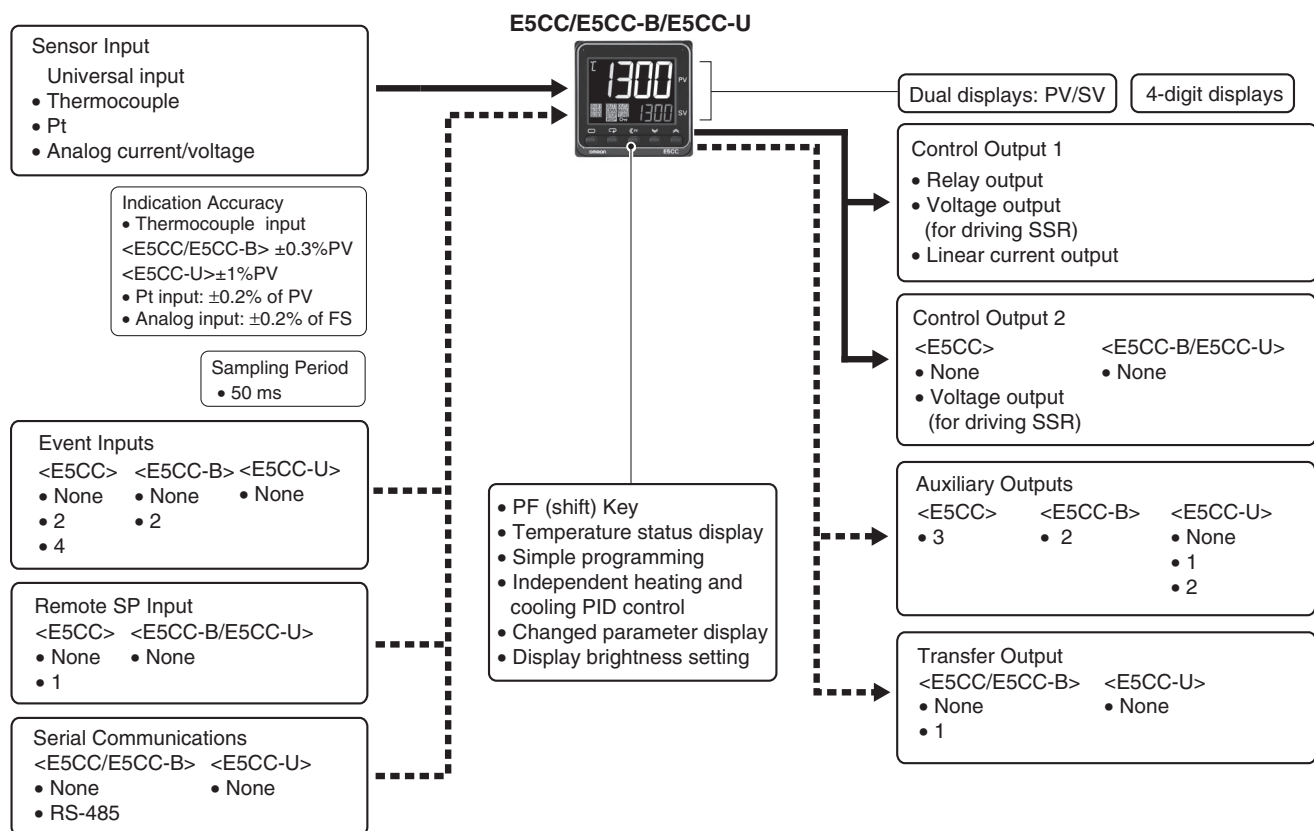 E5CC/E5CC-B/E5CC-U
Sensor Input
Universal input
• Thermocouple
• Pt
• Analog current/voltage
Indication Accuracy
• Thermocouple input
<E5CC/E5CC-B> ±0.3%PV
<E5CC-U>±1%PV
• Pt input: ±0.2% of PV
• Analog input: ±0.2% of FS
Sampling Period
• 50 ms
Event Inputs
<E5CC> <E5CC-B> <E5CC-U>
• None • None • None
• 2 • 2
• 4
Remote SP Input
<E5CC> <E5CC-B/E5CC-U>
• None • None
• 1
Serial Communications
<E5CC/E5CC-B> <E5CC-U>
• None • None
• RS-485
1300
PV
1300
SV
OMRON E5CC
• PF (shift) Key
• Temperature status display
• Simple programming
• Independent heating and
cooling PID control
• Changed parameter display
• Display brightness setting
Dual displays: PV/SV
4-digit displays
Control Output 1
• Relay output
• Voltage output
(for driving SSR)
• Linear current output
Control Output 2
<E5CC> <E5CC-B/E5CC-U>
• None • None
• Voltage output
(for driving SSR)
Auxiliary Outputs
<E5CC> <E5CC-B> <E5CC-U>
• 3 • 2 • None
• 1
• 2
Transfer Output
<E5CC/E5CC-B> <E5CC-U>
• None • None
• 1